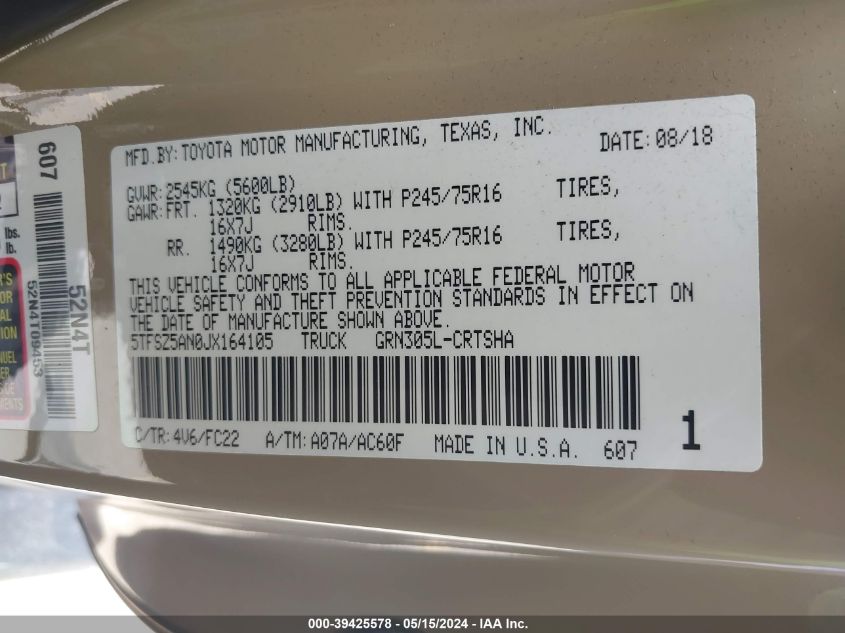 MFD.BY:TOYOTA MOTOR MANUFACTURING, TEXAS, INC. DATE:08/18
GVWR:2545KG (5600LB)
GAWR:FRT. 1320KG (2910LB) WITH P245/75R16 TIRES,
16X7J RIMS.
RR. 1490KG (3280LB) WITH P245/75R16 TIRES,
16X7J RIMS.
THIS VEHICLE CONFORMS TO ALL APPLICABLE FEDERAL MOTOR
VEHICLE SAFETY AND THEFT PREVENTION STANDARDS IN EFFECT ON
THE DATE OF MANUFACTURE SHOWN ABOVE.
5TFSZ5AN0JX164105 TRUCK GRN305L-CRTSHA
C/TR:4V6/FC22 A/TM:A07A/AC60F MADE IN U.S.A. 607
1
607
52N4T
52N4T09453
lbs.
lb.
000-39425578 - 05/15/2024 - IAA Inc.